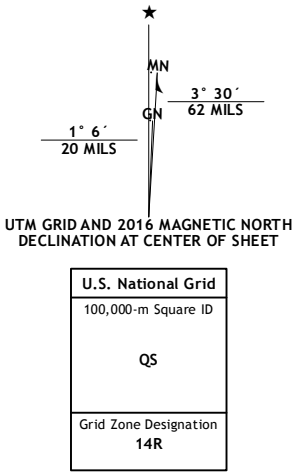 ★
MN
3° 30´
62 MILS
GN
1° 6´
20 MILS
UTM GRID AND 2016 MAGNETIC NORTH
DECLINATION AT CENTER OF SHEET
U.S. National Grid
100,000-m Square ID
QS
Grid Zone Designation
14R